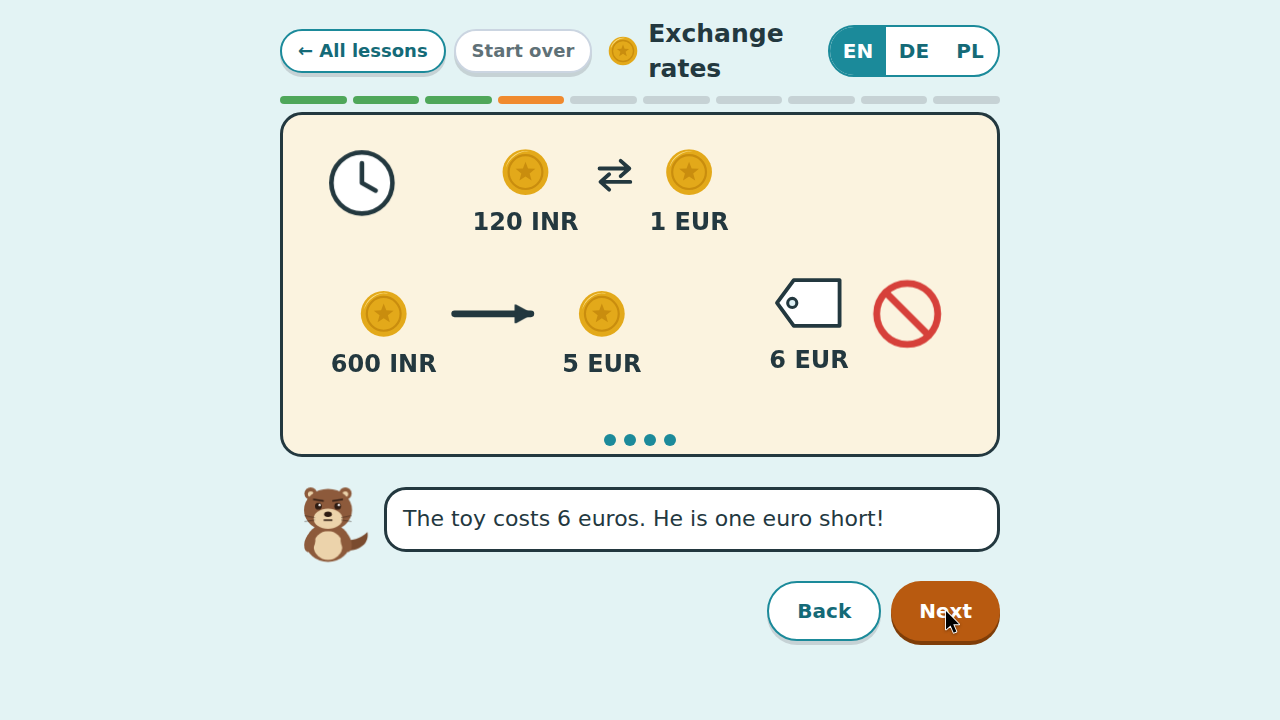 ← All lessons
Start over
Exchange
rates
EN DE PL
120 INR
1 EUR
600 INR
5 EUR
6 EUR
The toy costs 6 euros. He is one euro short!
Back
Next